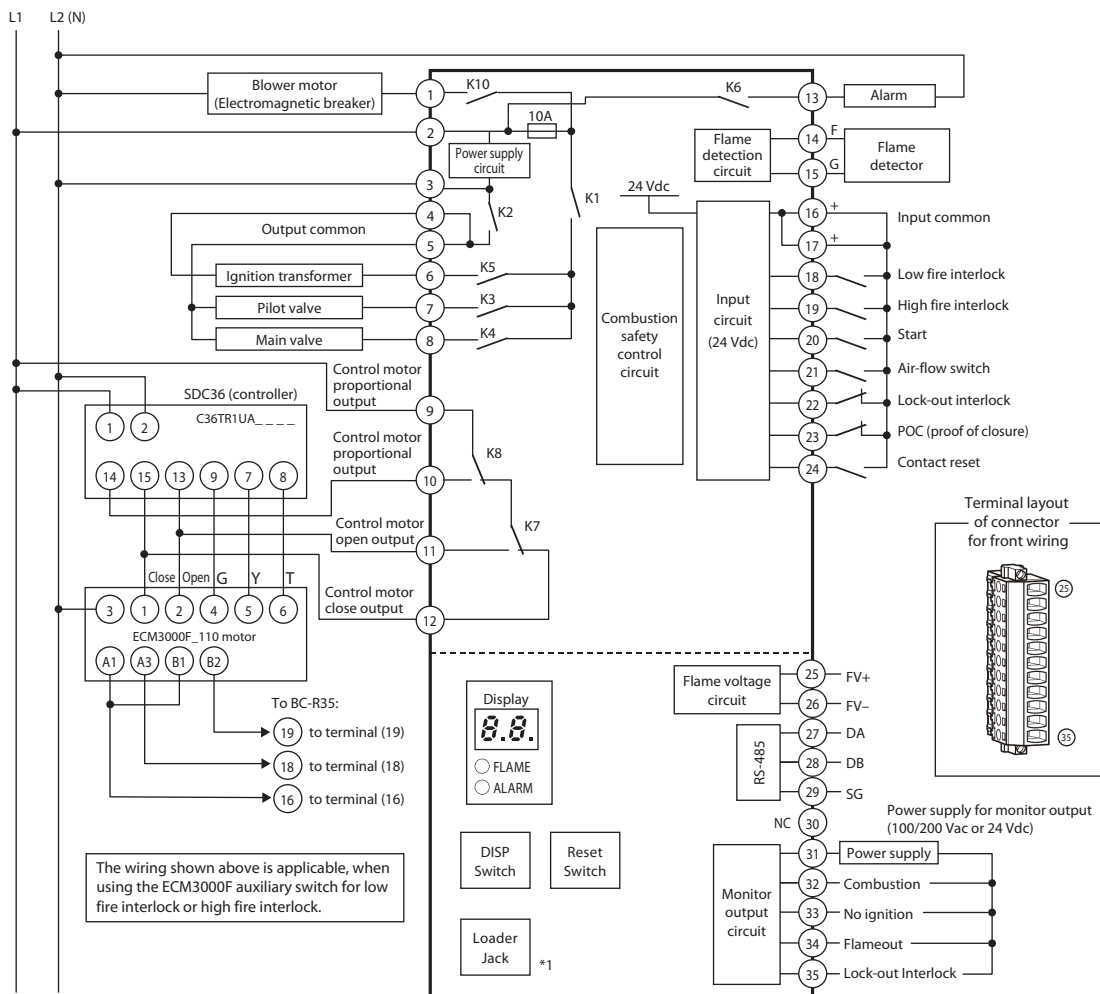 L1
L2 (N)
Blower motor
(Electromagnetic breaker)
1
K10
K6
13
Alarm
2
10A
Power supply
circuit
Flame
detection
circuit
14
F
15
G
Flame
detector
3
4
K2
K1
24 Vdc
Output common
5
Ignition transformer
6
K5
Pilot valve
7
K3
Main valve
8
K4
Combustion
safety
control
circuit
Input
circuit
(24 Vdc)
16
+
Input common
17
+
18
Low fire interlock
19
High fire interlock
20
Start
21
Air-flow switch
22
Lock-out interlock
23
POC (proof of closure)
24
Contact reset
Control motor
proportional
output
9
SDC36 (controller)
C36TR1UA_ _ _ _
1
2
14
15
13
9
7
8
Control motor
proportional
output
10
K8
K7
Control motor
open output
11
Control motor
close output
12
Close
Open
G
Y
T
3
1
2
4
5
6
ECM3000F_110 motor
A1
A3
B1
B2
To BC-R35:
19
to terminal (19)
18
to terminal (18)
16
to terminal (16)
The wiring shown above is applicable, when
using the ECM3000F auxiliary switch for low
fire interlock or high fire interlock.
Display
8.8.
FLAME
ALARM
DISP
Switch
Reset
Switch
Loader
Jack
*1
Terminal layout
of connector
for front wiring
25
35
Flame voltage
circuit
25
FV+
26
FV–
RS-485
27
DA
28
DB
29
SG
NC
30
Power supply for monitor output
(100/200 Vac or 24 Vdc)
Monitor
output
circuit
31
Power supply
32
Combustion
33
No ignition
34
Flameout
35
Lock-out Interlock